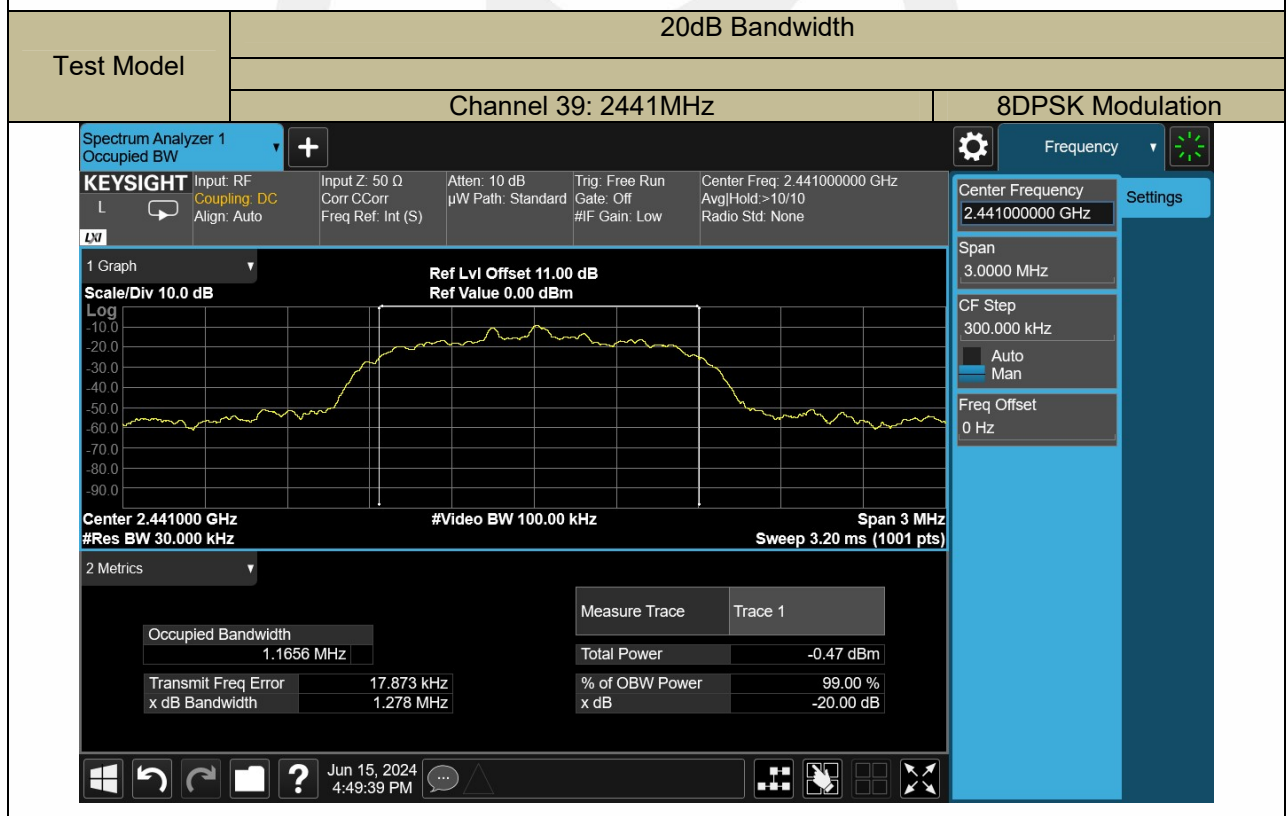 20dB Bandwidth
Test Model
Channel 39: 2441MHz
8DPSK Modulation
Spectrum Analyzer 1
Occupied BW
Frequency
KEYSIGHT
L
LXI
Input: RF
Coupling: DC
Align: Auto
Input Z: 50 Ω
Corr CCorr
Freq Ref: Int (S)
Atten: 10 dB
µW Path: Standard
Trig: Free Run
Gate: Off
#IF Gain: Low
Center Freq: 2.441000000 GHz
Avg|Hold:>10/10
Radio Std: None
Center Frequency
2.441000000 GHz
Settings
Span
3.0000 MHz
CF Step
300.000 kHz
Auto
Man
Freq Offset
0 Hz
1 Graph
Scale/Div 10.0 dB
Ref Lvl Offset 11.00 dB
Ref Value 0.00 dBm
Log
-10.0
-20.0
-30.0
-40.0
-50.0
-60.0
-70.0
-80.0
-90.0
Center 2.441000 GHz
#Video BW 100.00 kHz
Span 3 MHz
#Res BW 30.000 kHz
Sweep 3.20 ms (1001 pts)
2 Metrics
Measure Trace Trace 1
Occupied Bandwidth
1.1656 MHz
Total Power -0.47 dBm
Transmit Freq Error 17.873 kHz
% of OBW Power 99.00 %
x dB Bandwidth 1.278 MHz
x dB -20.00 dB
?
Jun 15, 2024
4:49:39 PM